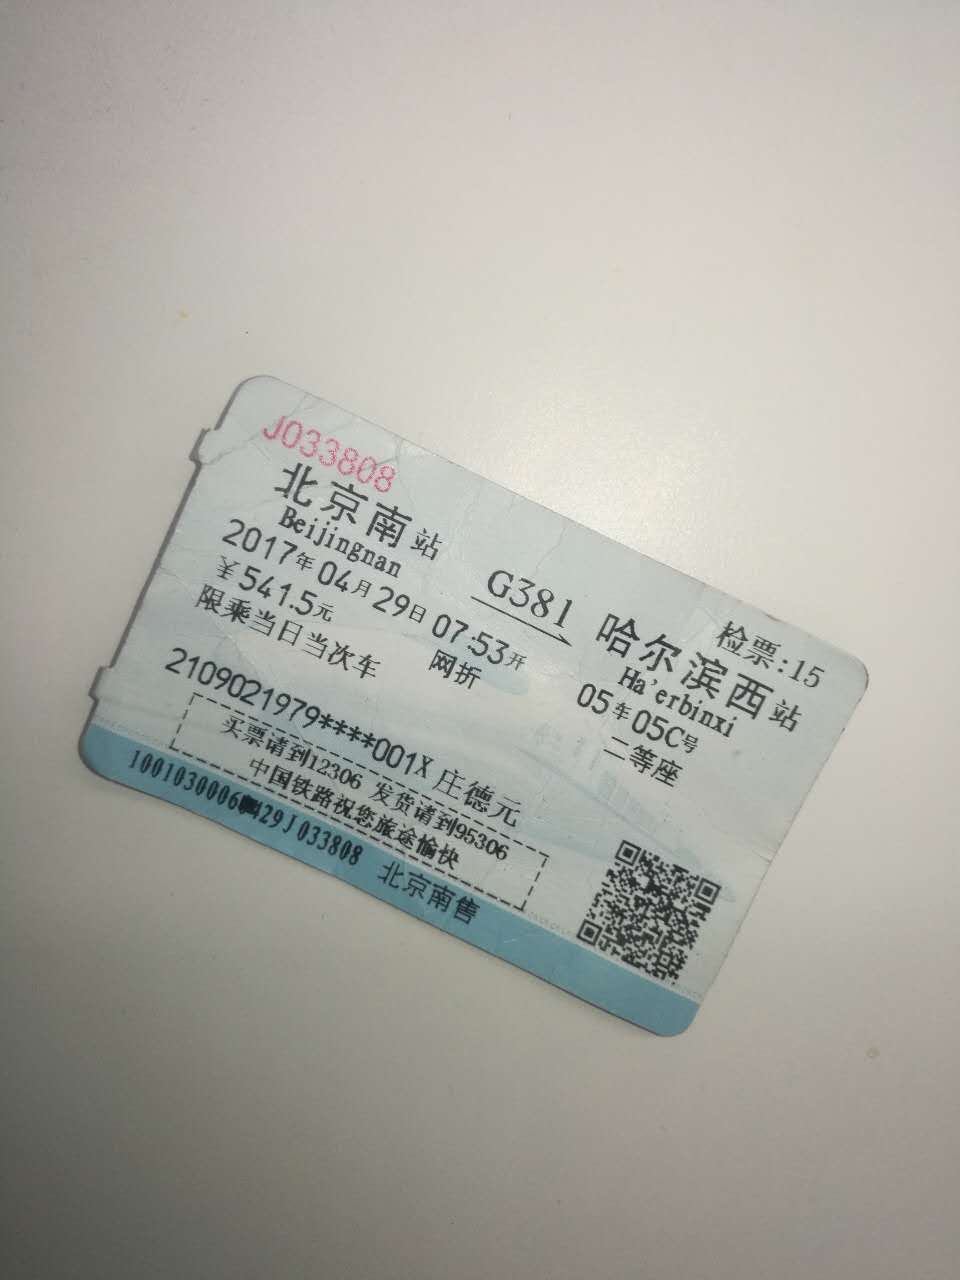 J033808
检票:15
北京南站
G381
哈尔滨西站
Beijingnan
Ha'erbinxi
2017年04月29日 07:53开
05车05C号
￥541.5元
网折
二等座
限乘当日当次车
2109021979****001X 庄德元
买票请到12306 发货请到95306
中国铁路祝您旅途愉快
1001030006 29J033808 北京南售